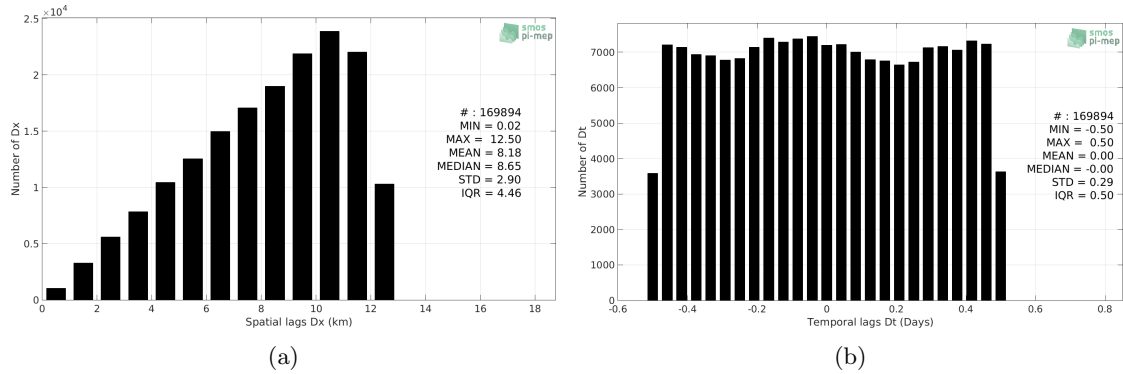 ×10⁴
2.5
2
1.5
1
0.5
0
Number of Dx
smos
pi-mep
# : 169894
MIN = 0.02
MAX = 12.50
MEAN = 8.18
MEDIAN = 8.65
STD = 2.90
IQR = 4.46
0 2 4 6 8 10 12 14 16 18
Spatial lags Dx (km)
(a)
7000
6000
5000
4000
3000
2000
1000
0
Number of Dt
smos
pi-mep
# : 169894
MIN = -0.50
MAX = 0.50
MEAN = 0.00
MEDIAN = -0.00
STD = 0.29
IQR = 0.50
-0.6 -0.4 -0.2 0 0.2 0.4 0.6 0.8
Temporal lags Dt (Days)
(b)